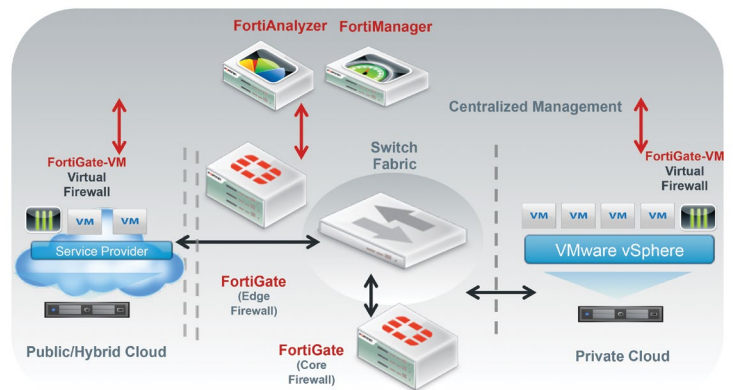 FortiAnalyzer FortiManager
Centralized Management
FortiGate-VM
Virtual
Firewall
Switch
Fabric
FortiGate-VM
Virtual
Firewall
VM VM
VM VM VM VM
Service Provider
VMware vSphere
FortiGate
(Edge
Firewall)
FortiGate
(Core
Firewall)
Public/Hybrid Cloud
Private Cloud